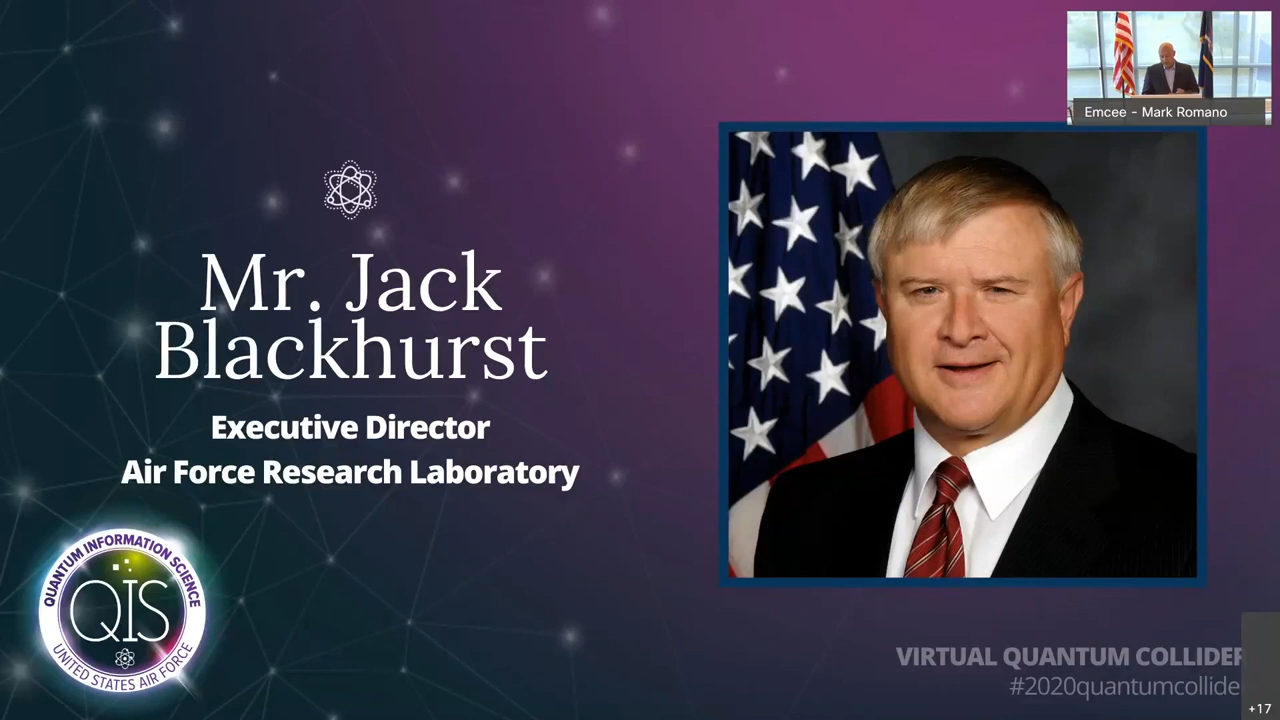 Emcee - Mark Romano
Mr. Jack
Blackhurst
Executive Director
Air Force Research Laboratory
QUANTUM INFORMATION SCIENCE
QIS
UNITED STATES AIR FORCE
VIRTUAL QUANTUM COLLIDER
#2020quantumcollide
+17